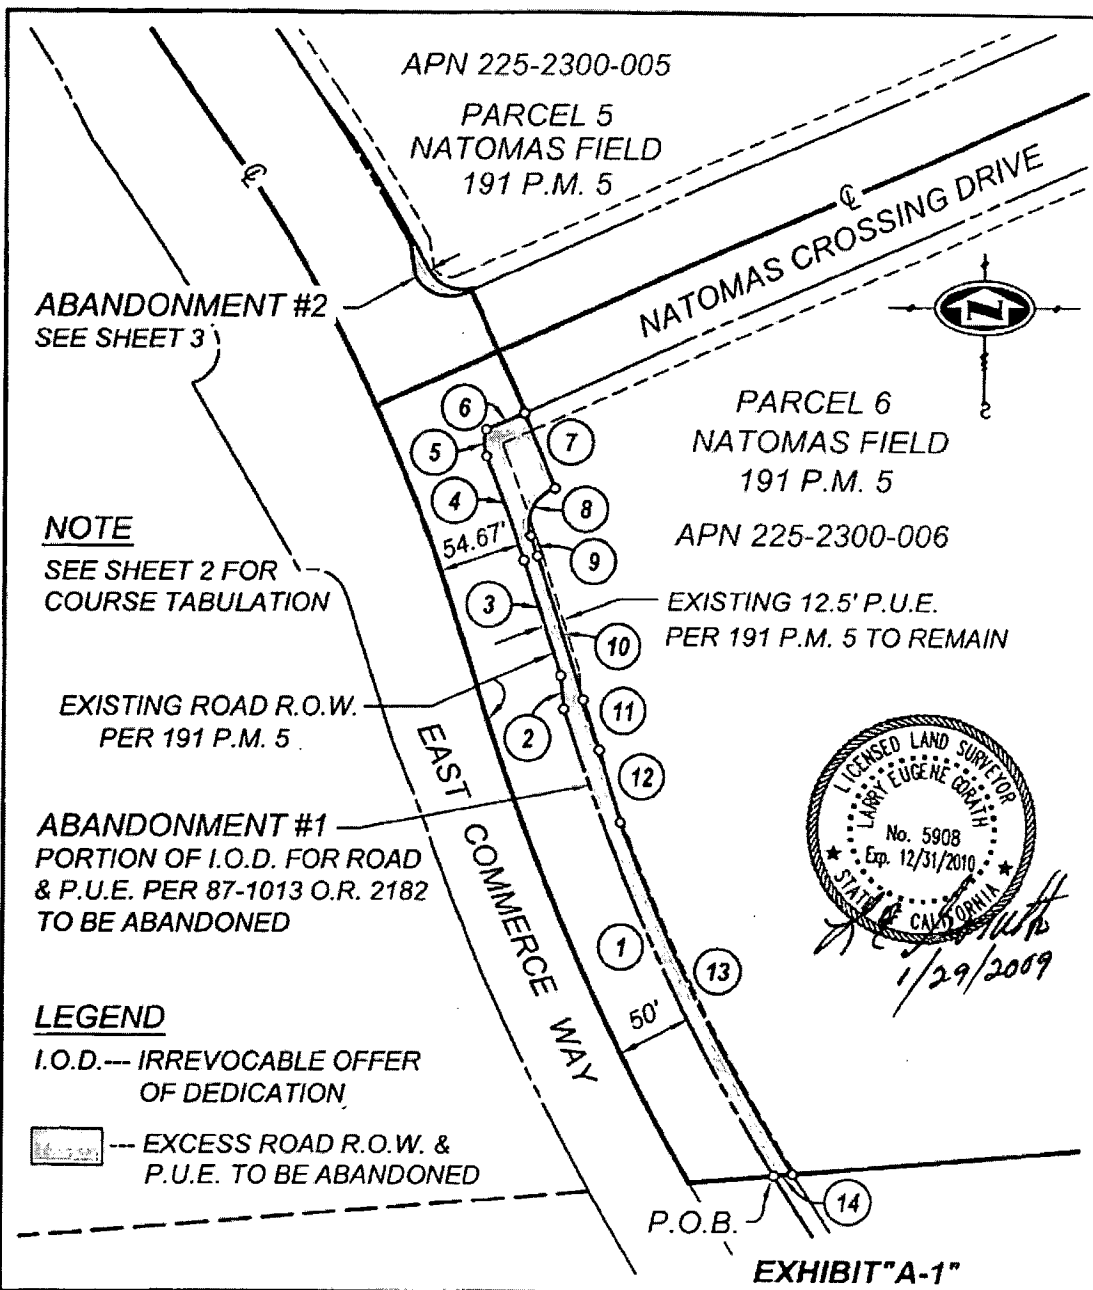 APN 225-2300-005
PARCEL 5
NATOMAS FIELD
191 P.M. 5
℄
℄
NATOMAS CROSSING DRIVE
ABANDONMENT #2
SEE SHEET 3
N
S
PARCEL 6
NATOMAS FIELD
191 P.M. 5
APN 225-2300-006
6
7
5
4
8
54.67'
9
3
NOTE
SEE SHEET 2 FOR
COURSE TABULATION
EXISTING 12.5' P.U.E.
PER 191 P.M. 5 TO REMAIN
10
EXISTING ROAD R.O.W.
PER 191 P.M. 5
2
11
12
EAST COMMERCE WAY
ABANDONMENT #1
PORTION OF I.O.D. FOR ROAD
& P.U.E. PER 87-1013 O.R. 2182
TO BE ABANDONED
LICENSED LAND SURVEYOR
LARRY EUGENE CORATH
No. 5908
Exp. 12/31/2010
STATE OF CALIFORNIA
1/29/2009
1
13
50'
LEGEND
I.O.D.--- IRREVOCABLE OFFER
OF DEDICATION
--- EXCESS ROAD R.O.W. &
P.U.E. TO BE ABANDONED
14
P.O.B.
EXHIBIT"A-1"